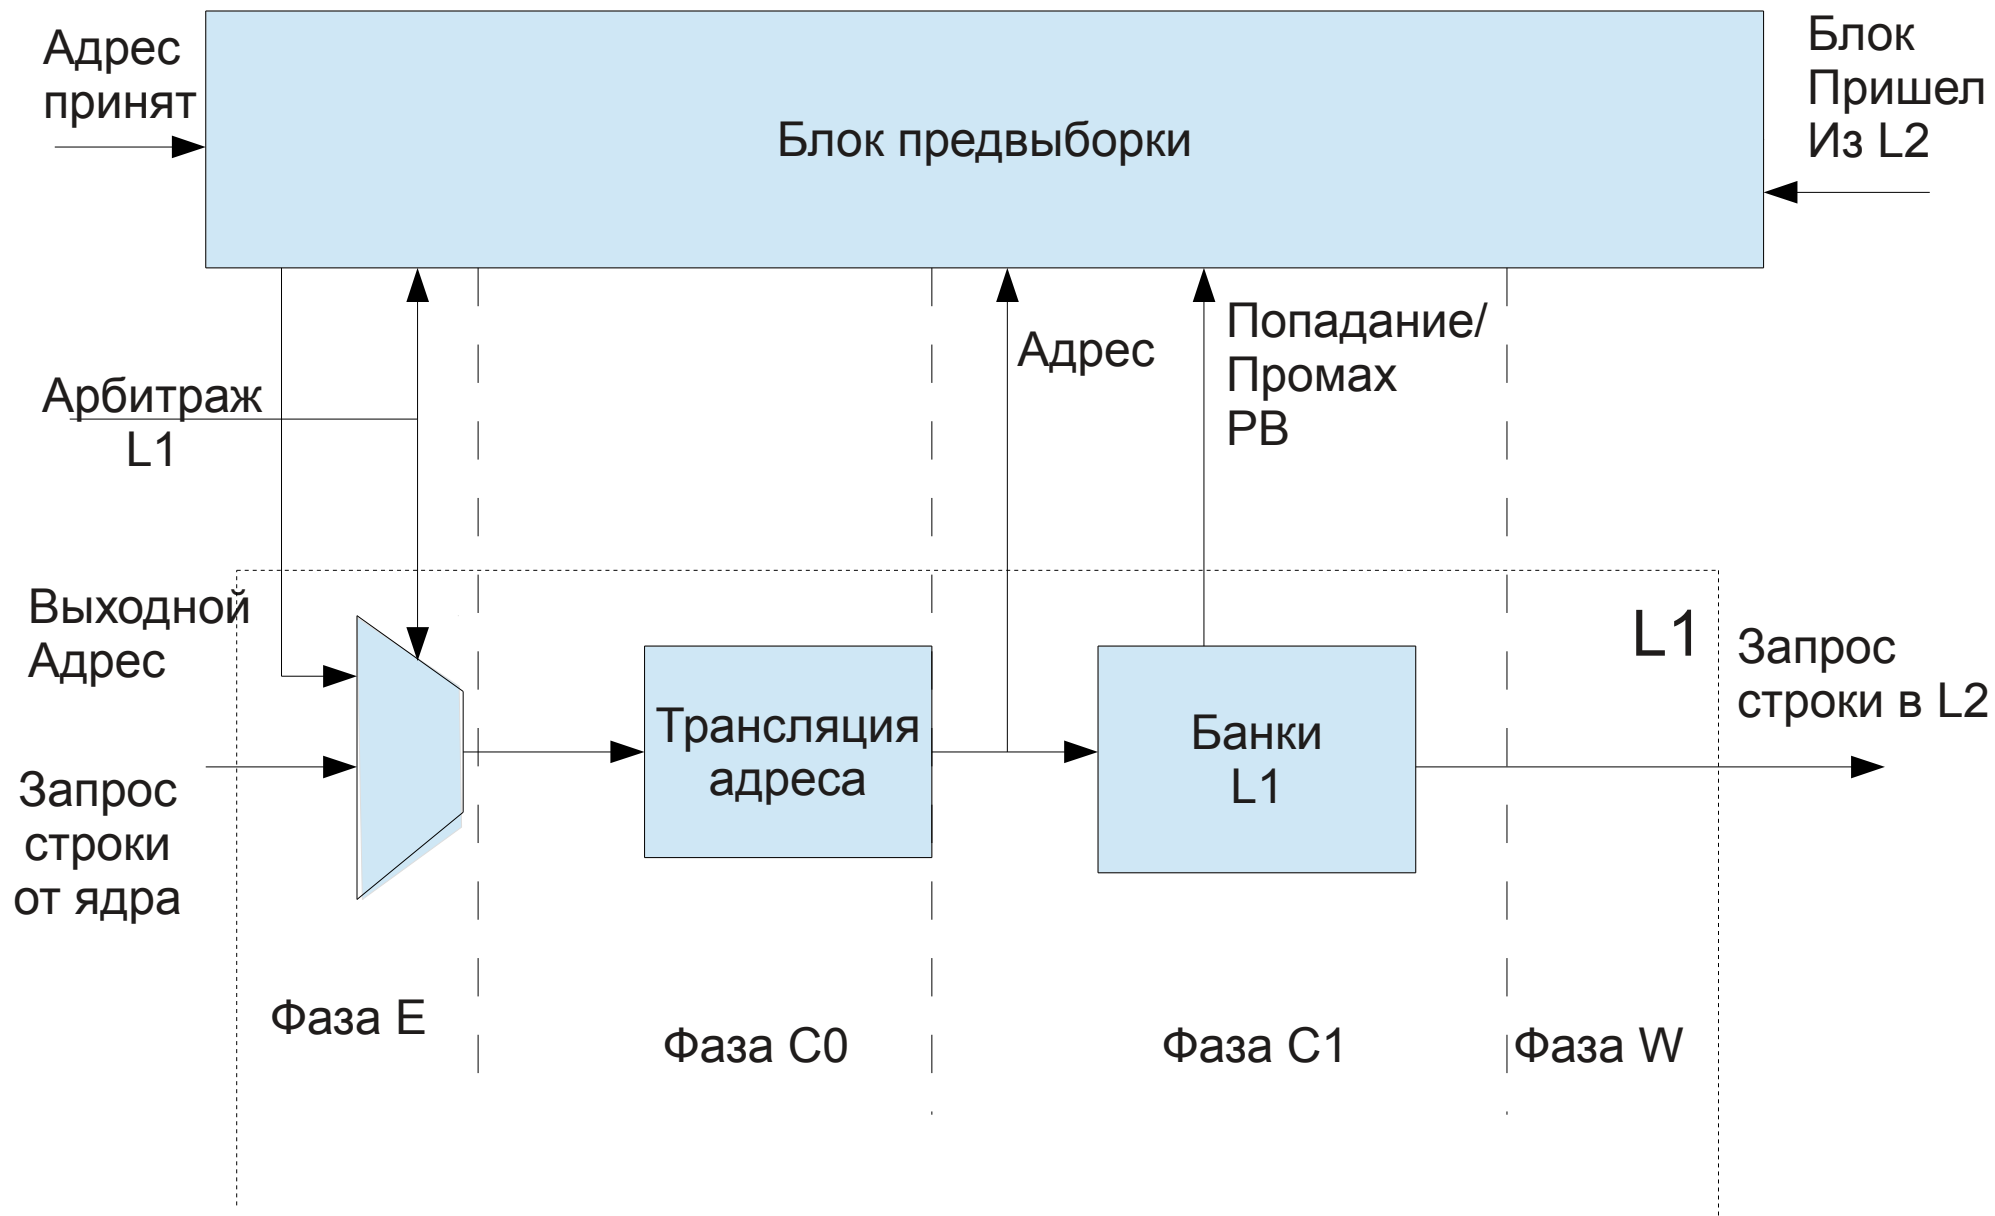 Адрес
принят
Блок предвыборки
Блок
Пришел
Из L2
Арбитраж
L1
Адрес
Попадание/
Промах
PB
Выходной
Адрес
Запрос
строки
от ядра
Трансляция
адреса
Банки
L1
L1
Запрос
строки в L2
Фаза E
Фаза C0
Фаза C1
Фаза W